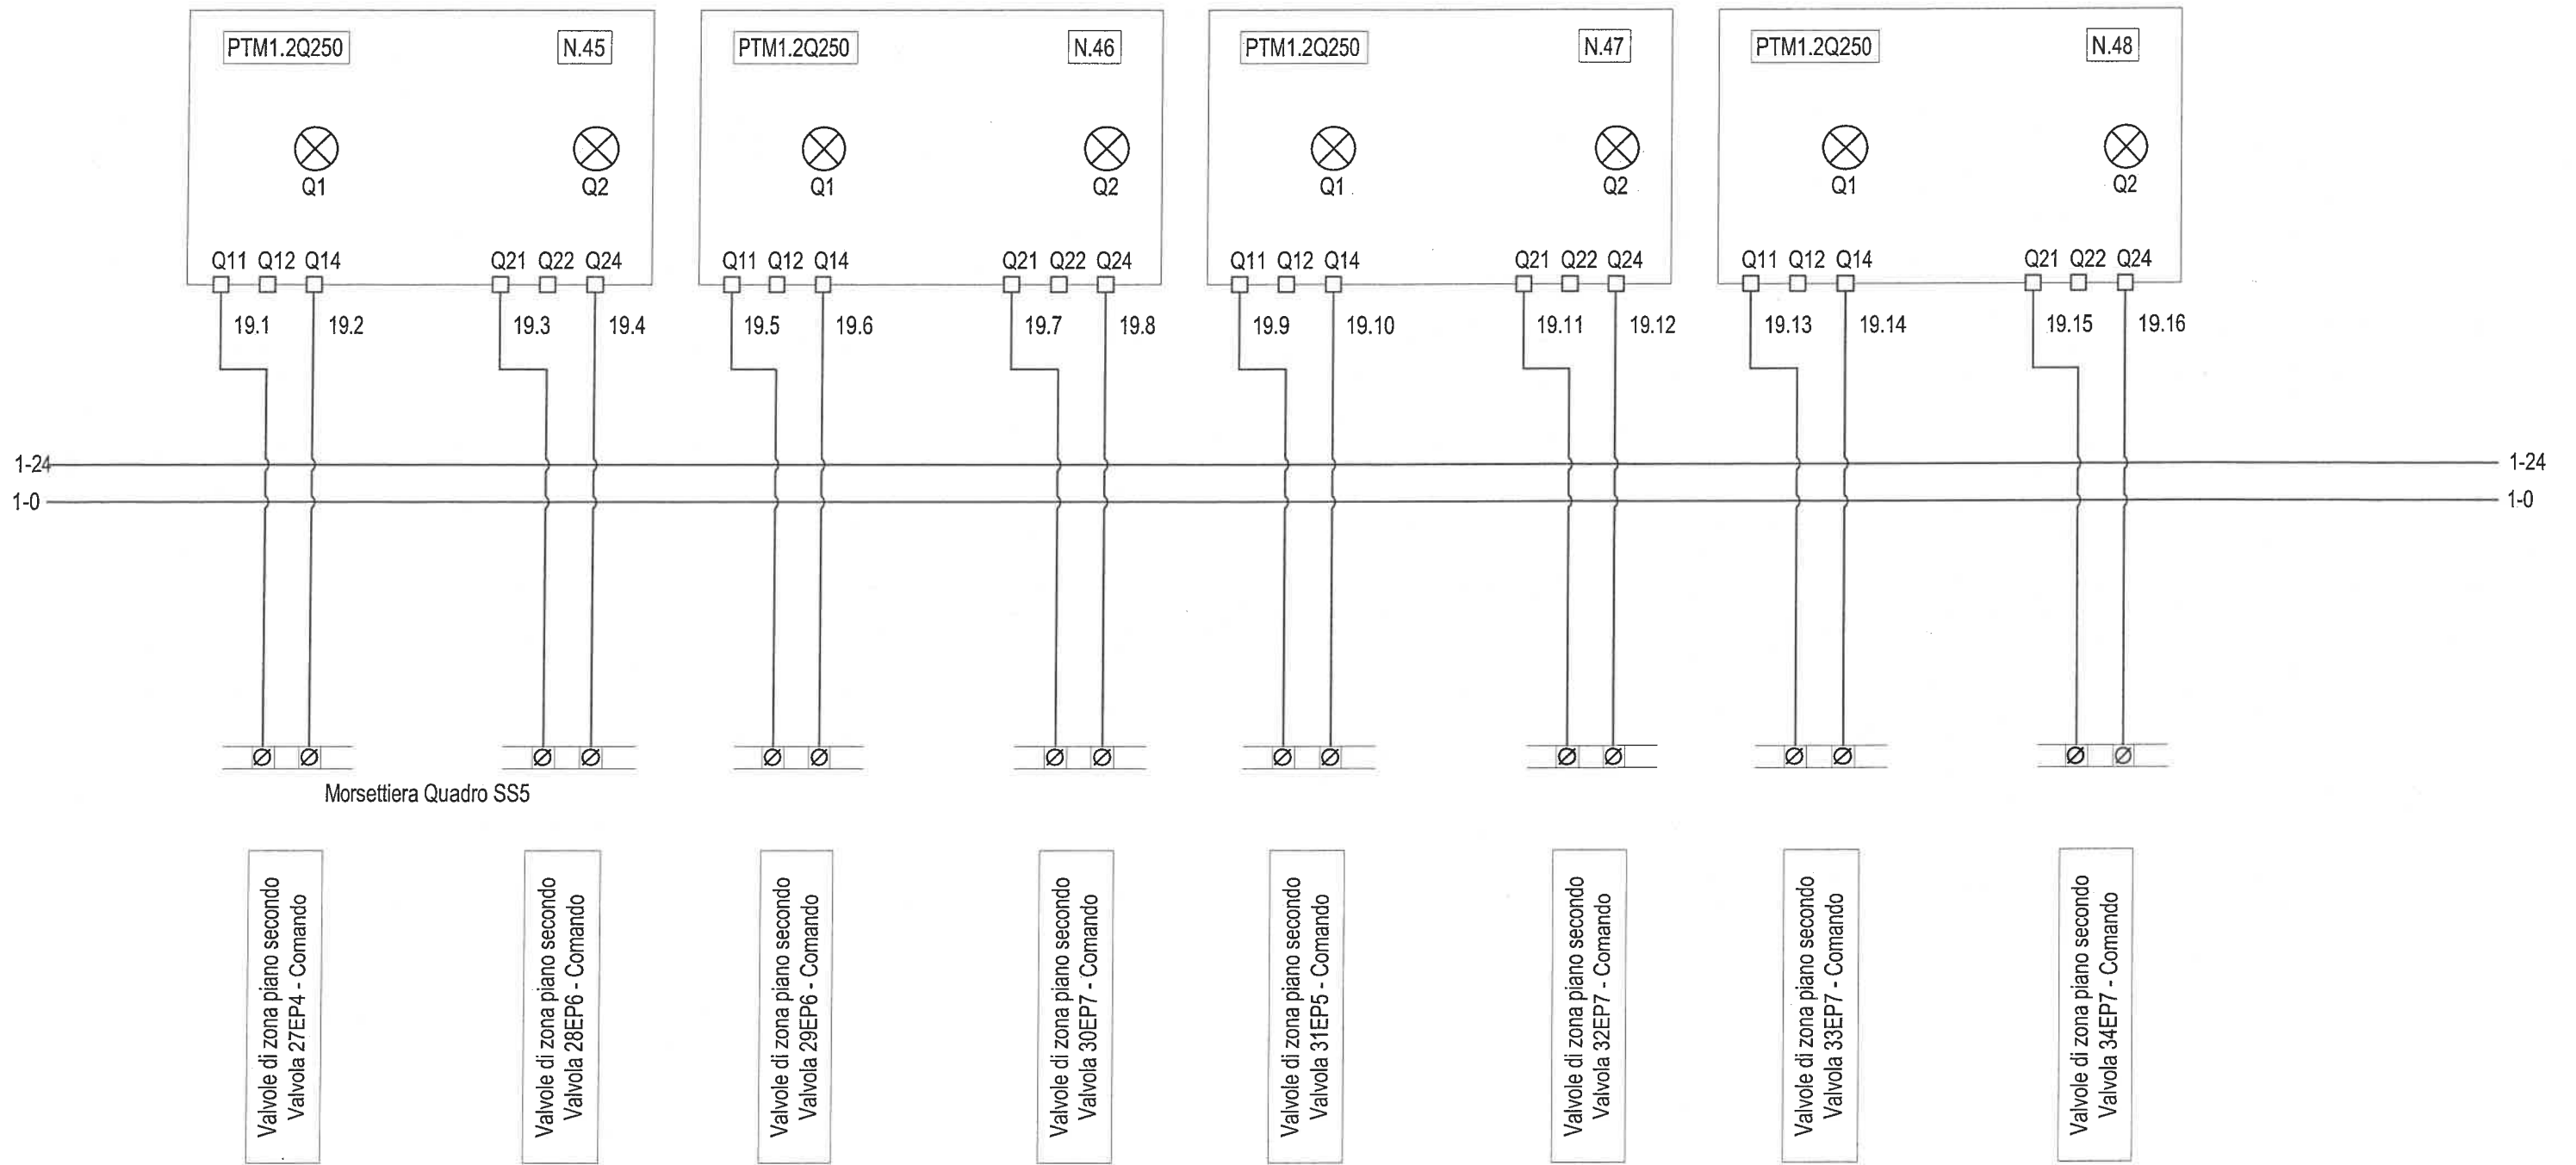 PTM1.2Q250 N.45 PTM1.2Q250 N.46 PTM1.2Q250 N.47 PTM1.2Q250 N.48
Q1 Q2 Q1 Q2 Q1 Q2 Q1 Q2
Q11 Q12 Q14 Q21 Q22 Q24 Q11 Q12 Q14 Q21 Q22 Q24 Q11 Q12 Q14 Q21 Q22 Q24 Q11 Q12 Q14 Q21 Q22 Q24
19.1 19.2 19.3 19.4 19.5 19.6 19.7 19.8 19.9 19.10 19.11 19.12 19.13 19.14 19.15 19.16
1-24 1-24
1-0 1-0
Morsettiera Quadro SS5
Valvole di zona piano secondo
Valvola 27EP4 - Comando
Valvole di zona piano secondo
Valvola 28EP6 - Comando
Valvole di zona piano secondo
Valvola 29EP6 - Comando
Valvole di zona piano secondo
Valvola 30EP7 - Comando
Valvole di zona piano secondo
Valvola 31EP5 - Comando
Valvole di zona piano secondo
Valvola 32EP7 - Comando
Valvole di zona piano secondo
Valvola 33EP7 - Comando
Valvole di zona piano secondo
Valvola 34EP7 - Comando